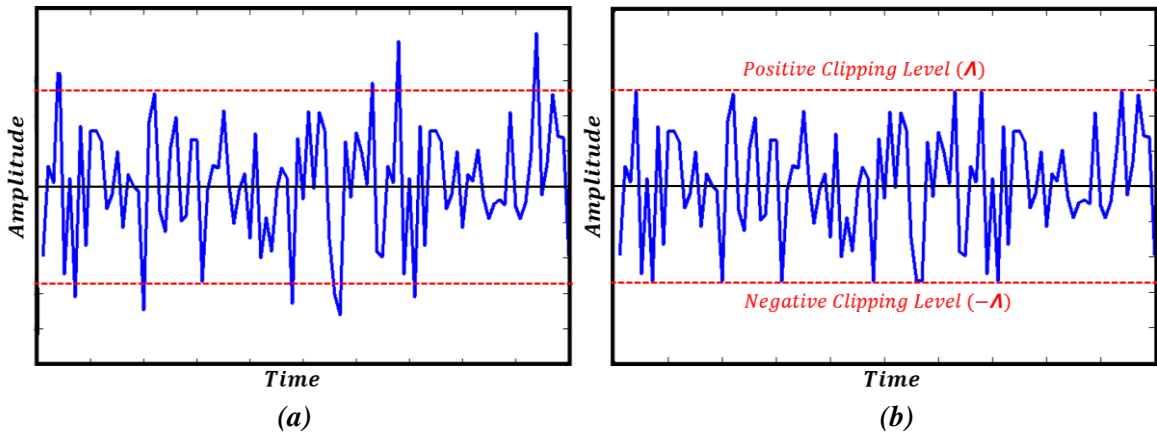 Amplitude
Time
(a)
Amplitude
Positive Clipping Level (Λ)
Negative Clipping Level (−Λ)
Time
(b)